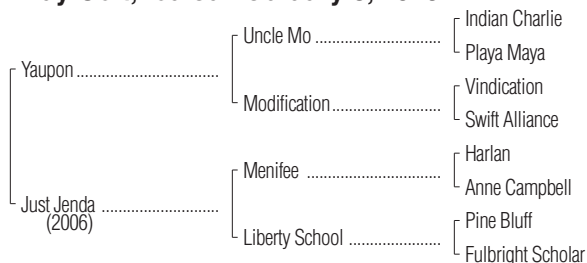 Indian Charlie
Uncle Mo ..............................
Playa Maya
Yaupon ..................................
Vindication
Modification..........................
Swift Alliance
Harlan
Menifee ................................
Anne Campbell
Just Jenda ............................
(2006)
Pine Bluff
Liberty School ......................
Fulbright Scholar